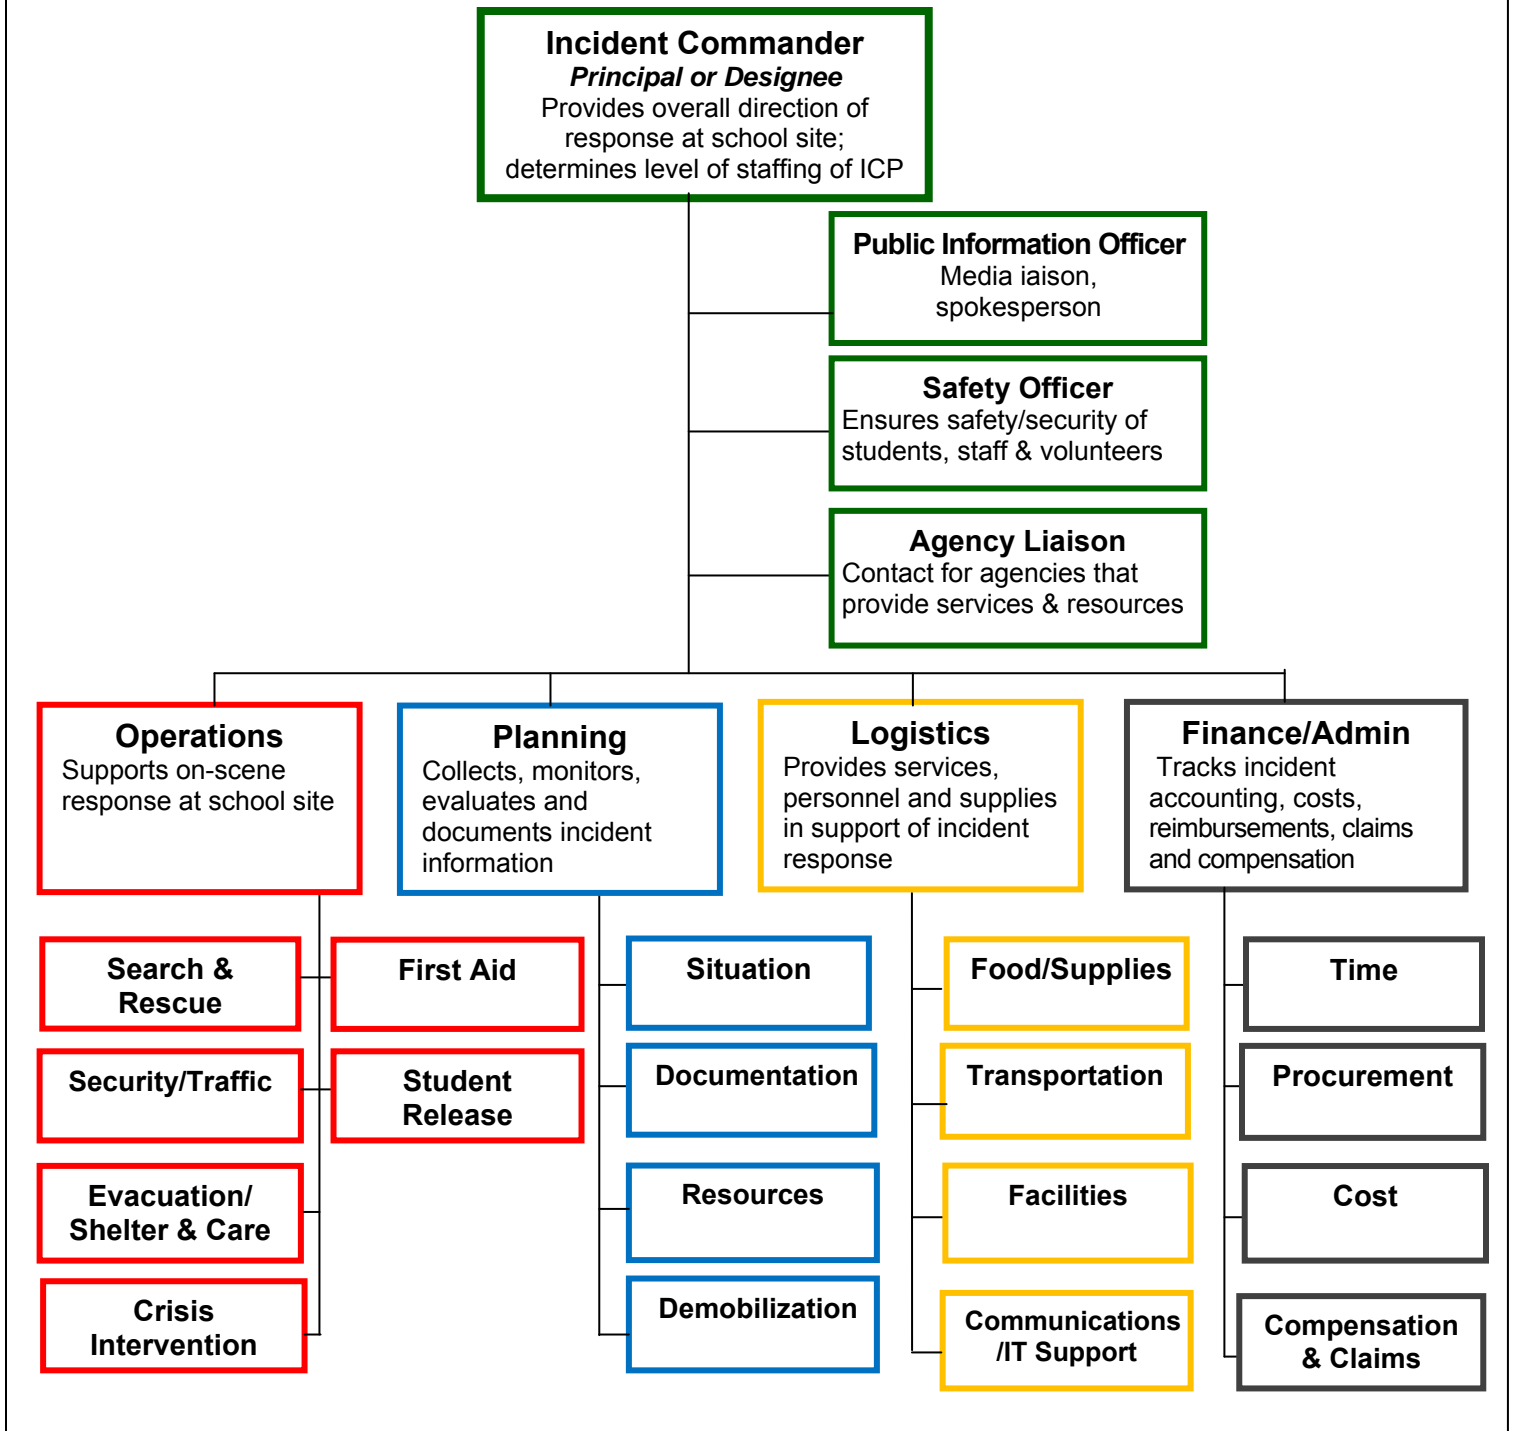 Incident Commander
Principal or Designee
Provides overall direction of
response at school site;
determines level of staffing of ICP
Public Information Officer
Media iaison,
spokesperson
Safety Officer
Ensures safety/security of
students, staff & volunteers
Agency Liaison
Contact for agencies that
provide services & resources
Operations
Supports on-scene
response at school site
Planning
Collects, monitors,
evaluates and
documents incident
information
Logistics
Provides services,
personnel and supplies
in support of incident
response
Finance/Admin
Tracks incident
accounting, costs,
reimbursements, claims
and compensation
Search &
Rescue
First Aid
Security/Traffic
Student
Release
Evacuation/
Shelter & Care
Crisis
Intervention
Situation
Documentation
Resources
Demobilization
Food/Supplies
Transportation
Facilities
Communications
/IT Support
Time
Procurement
Cost
Compensation
& Claims